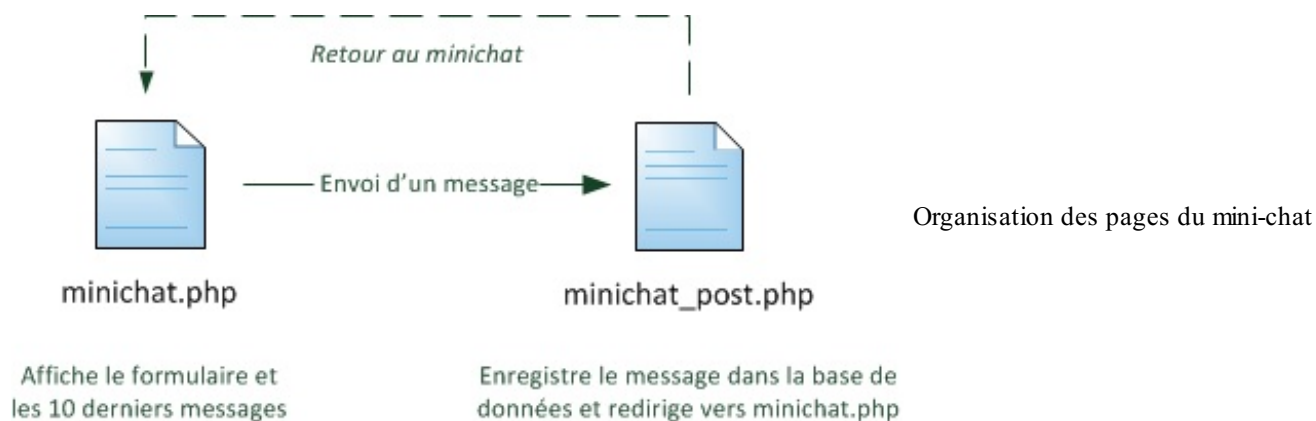 Retour au minichat
Envoi d'un message
Organisation des pages du mini-chat
minichat.php
minichat_post.php
Affiche le formulaire et
les 10 derniers messages
Enregistre le message dans la base de
données et redirige vers minichat.php